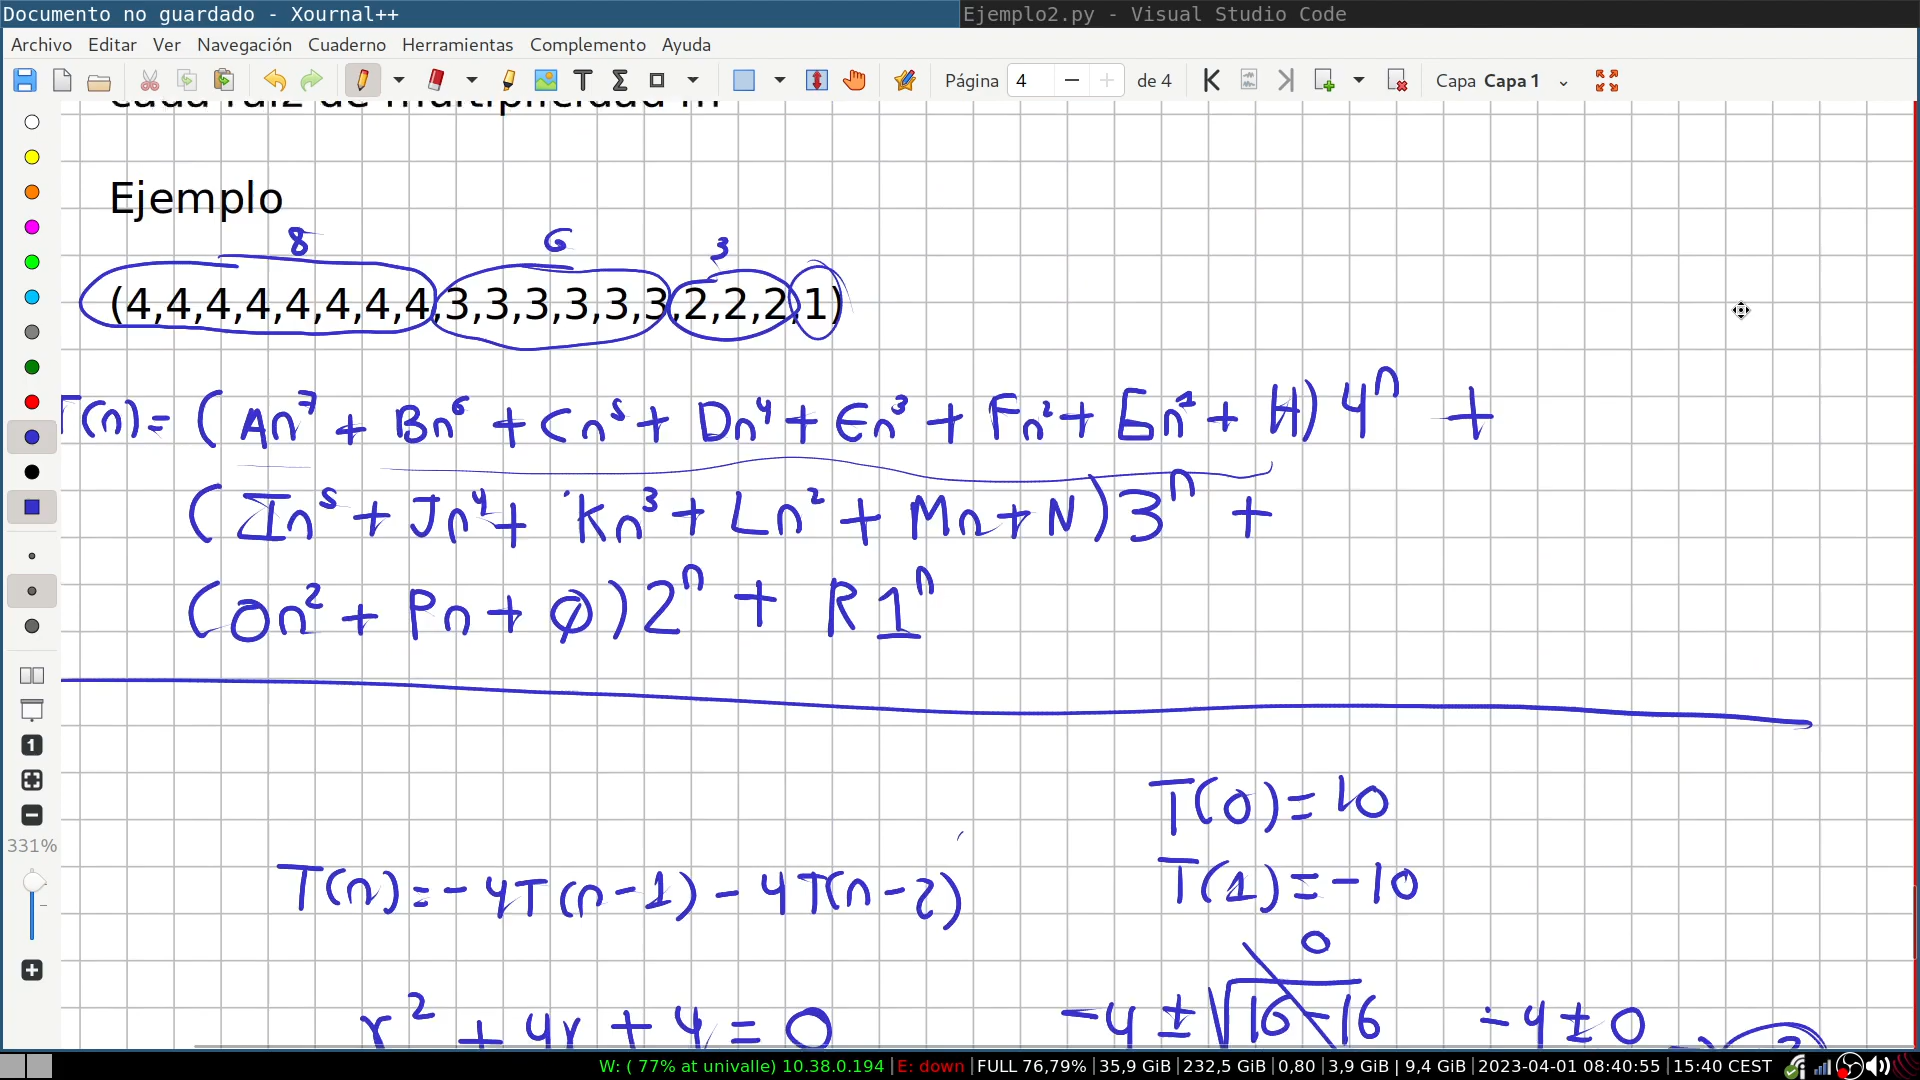 Documento no guardado - Xournal++
Ejemplo2.py - Visual Studio Code
Archivo Editar Ver Navegación Cuaderno Herramientas Complemento Ayuda
Página 4 de 4 Capa Capa 1
cada raiz de multiplicidad m
Ejemplo
8 6 3
(4,4,4,4,4,4,4,4,3,3,3,3,3,3,2,2,2,1)
T(n)= (An⁷ + Bn⁶ + Cn⁵ + Dn⁴ + En³ + Fn² + Gn¹ + H) 4ⁿ +
(In⁵ + Jn⁴ + Kn³ + Ln² + Mn + N) 3ⁿ +
(On² + Pn + Q) 2ⁿ + R 1ⁿ
T(0) = 10
T(n) = -4T(n-1) - 4T(n-2)
T(1) = -10
0
r² + 4r + 4 = 0
-4 ± √16-16
-4 ± 0
331%
W: ( 77% at univalle) 10.38.0.194 | E: down | FULL 76,79% | 35,9 GiB | 232,5 GiB | 0,80 | 3,9 GiB | 9,4 GiB | 2023-04-01 08:40:55 | 15:40 CEST